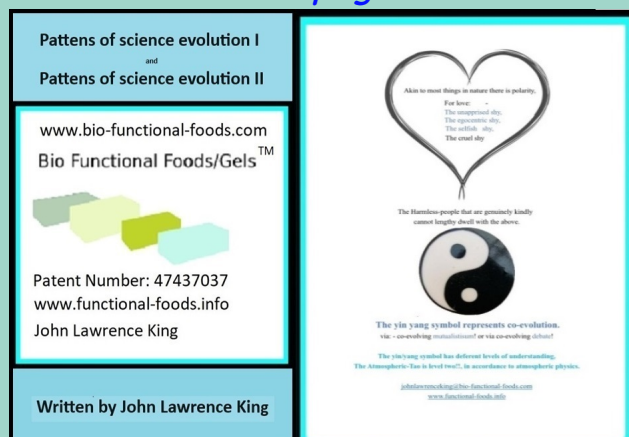 Pattens of science evolution I
and
Pattens of science evolution II
www.bio-functional-foods.com
Bio Functional Foods/Gels™
Patent Number: 47437037
www.functional-foods.info
John Lawrence King
Written by John Lawrence King
Akin to most things in nature there is polarity,
For love: -
The unapprised shy,
The egocentric shy,
The selfish shy,
The cruel shy
The Harmless-people that are genuinely kindly
cannot lengthy dwell with the above.
The yin yang symbol represents co-evolution.
via: - co-evolving mutualistisam? or via co-evolving debate?
The yin/yang symbol has deferent levels of understanding,
The Atmospheric-Tao is level two!!, in accordance to atmospheric physics.
johnlawrenceking@bio-functional-foods.com
www.functional-foods.info